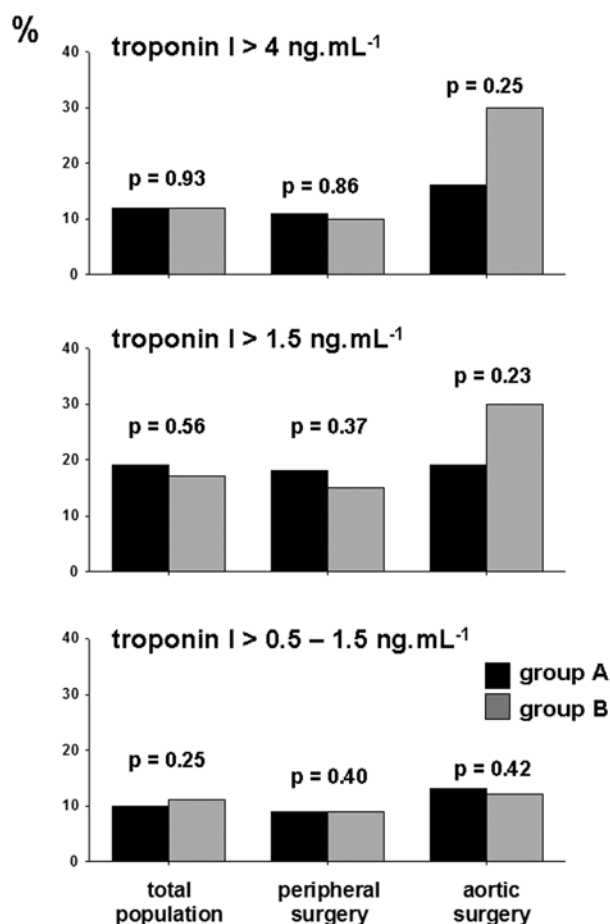 %
troponin I > 4 ng.mL⁻¹
40
30
20
10
0
p = 0.93
p = 0.86
p = 0.25
troponin I > 1.5 ng.mL⁻¹
40
30
20
10
0
p = 0.56
p = 0.37
p = 0.23
troponin I > 0.5 – 1.5 ng.mL⁻¹
40
30
20
10
0
group A
group B
p = 0.25
p = 0.40
p = 0.42
total
population
peripheral
surgery
aortic
surgery